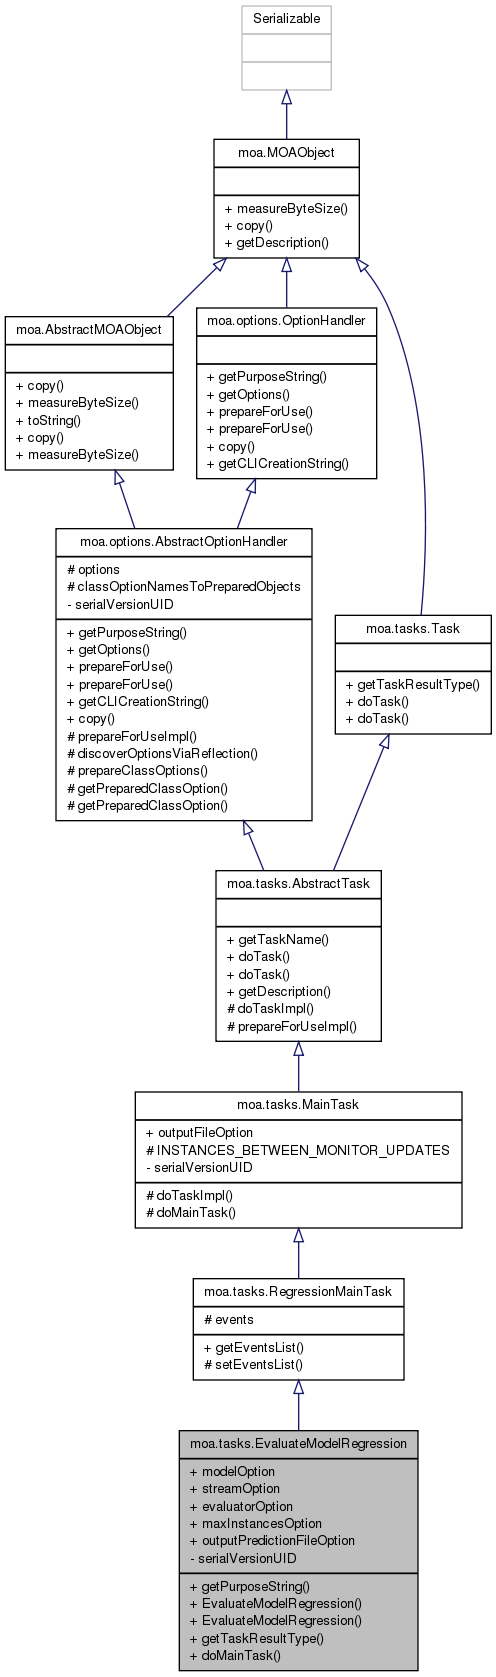 Serializable
moa.MOAObject
+ measureByteSize()
+ copy()
+ getDescription()
moa.AbstractMOAObject
+ copy()
+ measureByteSize()
+ toString()
+ copy()
+ measureByteSize()
moa.options.OptionHandler
+ getPurposeString()
+ getOptions()
+ prepareForUse()
+ prepareForUse()
+ copy()
+ getCLICreationString()
moa.options.AbstractOptionHandler
# options
# classOptionNamesToPreparedObjects
- serialVersionUID
+ getPurposeString()
+ getOptions()
+ prepareForUse()
+ prepareForUse()
+ getCLICreationString()
+ copy()
# prepareForUseImpl()
# discoverOptionsViaReflection()
# prepareClassOptions()
# getPreparedClassOption()
# getPreparedClassOption()
moa.tasks.Task
+ getTaskResultType()
+ doTask()
+ doTask()
moa.tasks.AbstractTask
+ getTaskName()
+ doTask()
+ doTask()
+ getDescription()
# doTaskImpl()
# prepareForUseImpl()
moa.tasks.MainTask
+ outputFileOption
# INSTANCES_BETWEEN_MONITOR_UPDATES
- serialVersionUID
# doTaskImpl()
# doMainTask()
moa.tasks.RegressionMainTask
# events
+ getEventsList()
# setEventsList()
moa.tasks.EvaluateModelRegression
+ modelOption
+ streamOption
+ evaluatorOption
+ maxInstancesOption
+ outputPredictionFileOption
- serialVersionUID
+ getPurposeString()
+ EvaluateModelRegression()
+ EvaluateModelRegression()
+ getTaskResultType()
+ doMainTask()